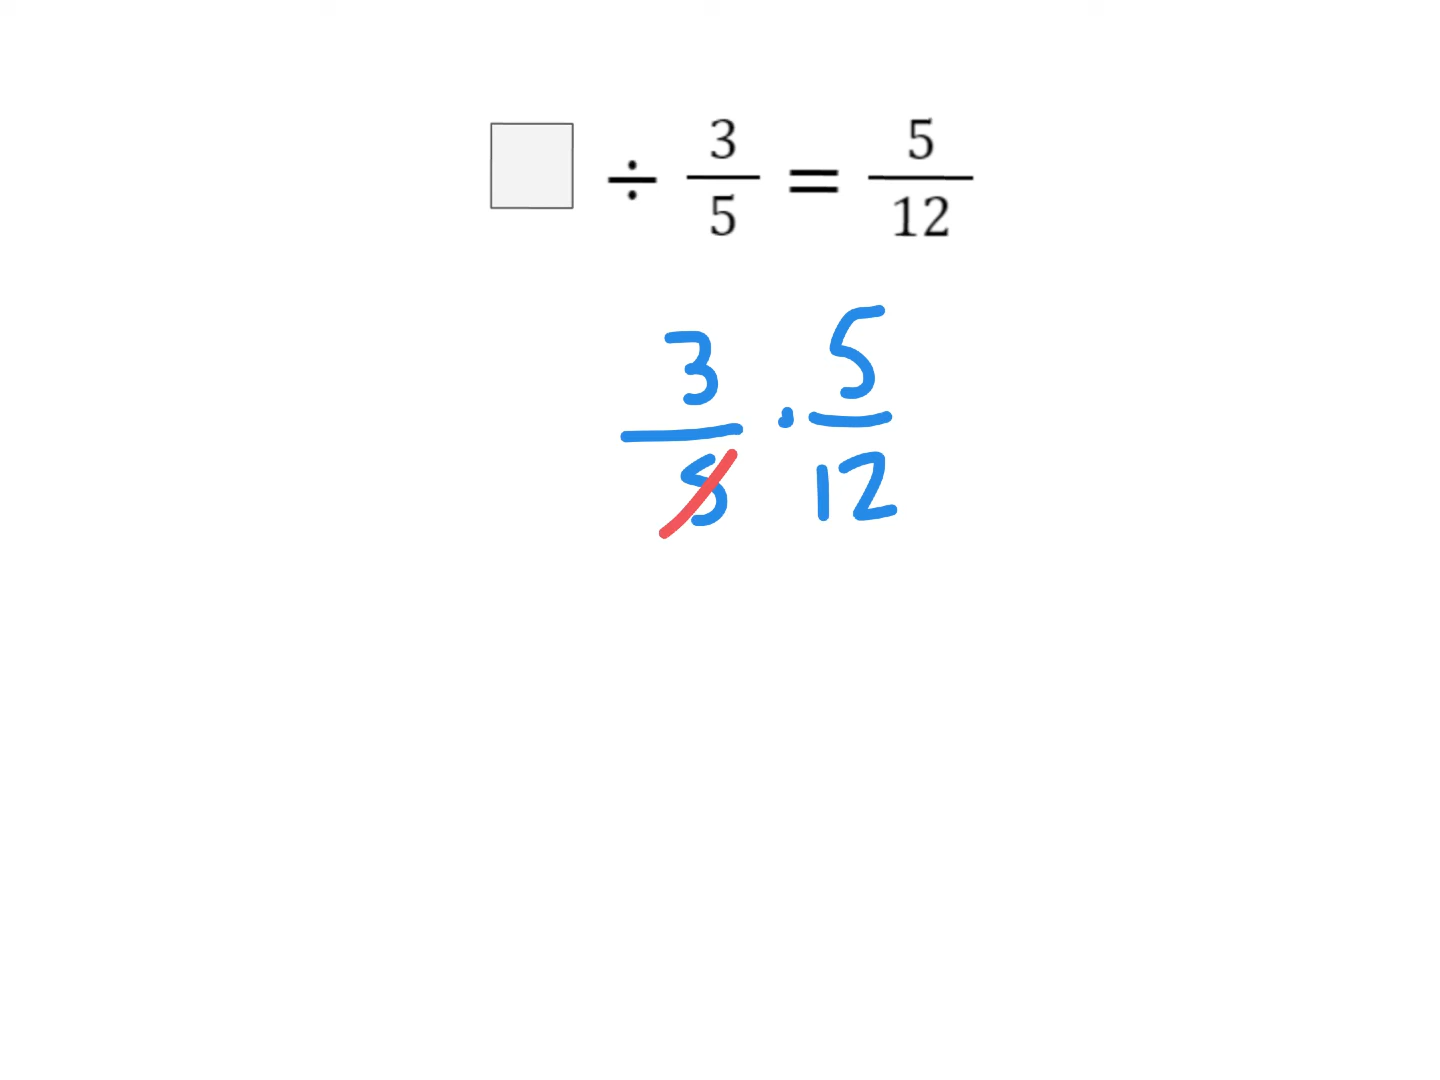 ÷ 3/5 = 5/12
3/5 · 5/12